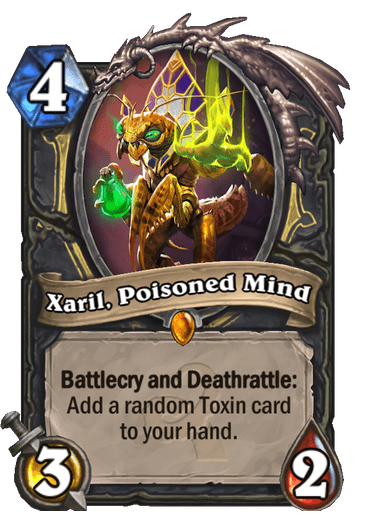 4
Xaril, Poisoned Mind
Battlecry and Deathrattle:
Add a random Toxin card
to your hand.
3
2